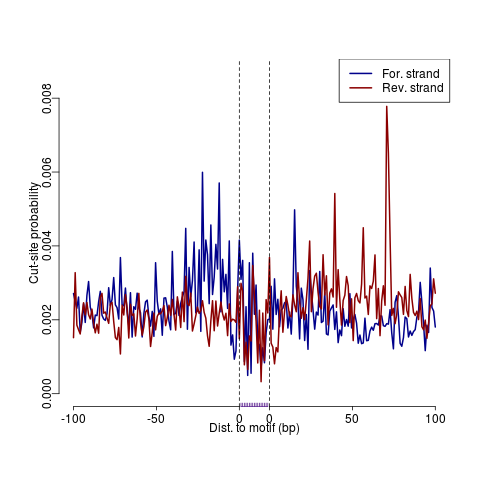 For. strand
Rev. strand
0.008
0.006
0.004
0.002
0.000
Cut-site probability
-100 -50 0 0 50 100
Dist. to motif (bp)